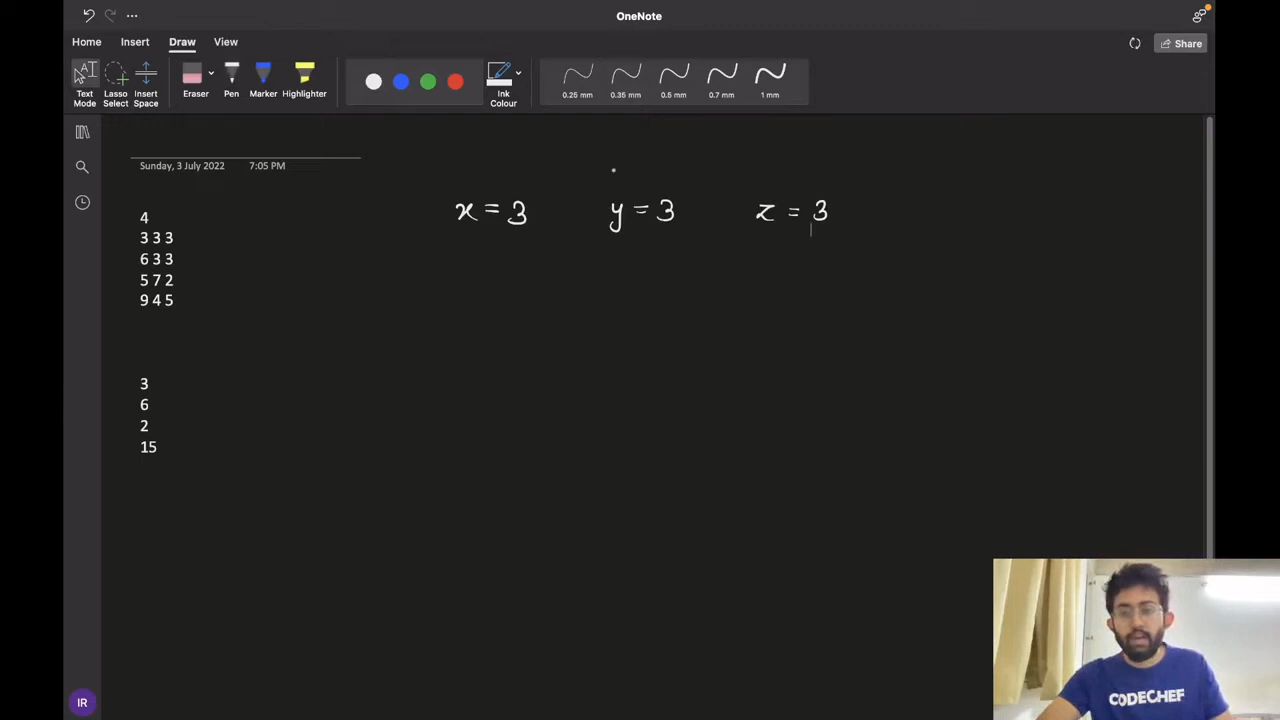 OneNote
Home Insert Draw View
Share
Text Mode
Lasso Select
Insert Space
Eraser
Pen
Marker
Highlighter
Ink Colour
0.25 mm 0.35 mm 0.5 mm 0.7 mm 1 mm
Sunday, 3 July 2022 7:05 PM
x = 3 y = 3 z = 3
4
3 3 3
6 3 3
5 7 2
9 4 5
3
6
2
15
IR
CODECHEF